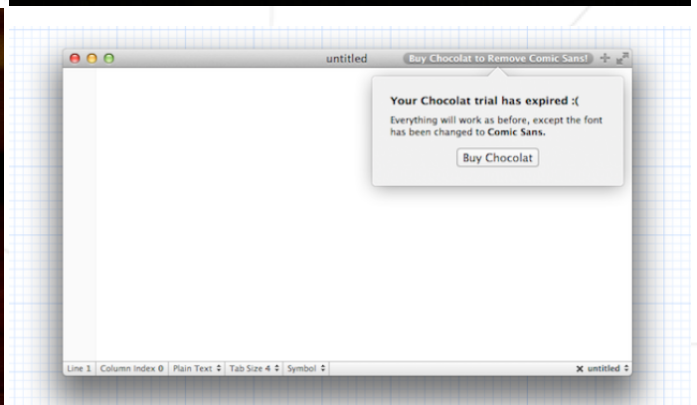 untitled
Buy Chocolat to Remove Comic Sans!
Your Chocolat trial has expired :(
Everything will work as before, except the font
has been changed to Comic Sans.
Buy Chocolat
Line 1 Column Index 0 Plain Text Tab Size 4 Symbol
untitled